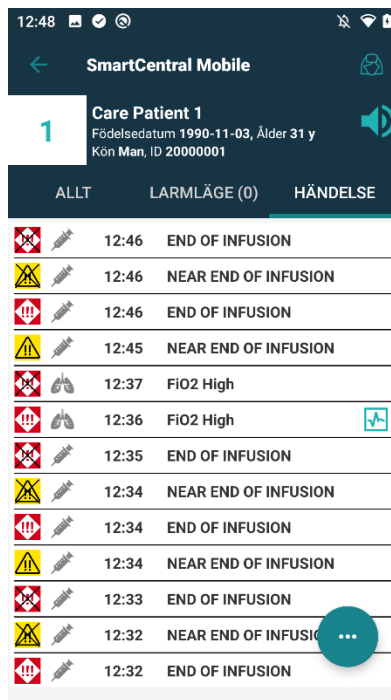 12:48
SmartCentral Mobile
1
Care Patient 1
Födelsedatum 1990-11-03, Ålder 31 y
Kön Man, ID 20000001
ALLT LARMLÄGE (0) HÄNDELSE
12:46 END OF INFUSION
12:46 NEAR END OF INFUSION
12:46 END OF INFUSION
12:45 NEAR END OF INFUSION
12:37 FiO2 High
12:36 FiO2 High
12:35 END OF INFUSION
12:34 NEAR END OF INFUSION
12:34 END OF INFUSION
12:34 NEAR END OF INFUSION
12:33 END OF INFUSION
12:32 NEAR END OF
12:32 END OF INFUSION